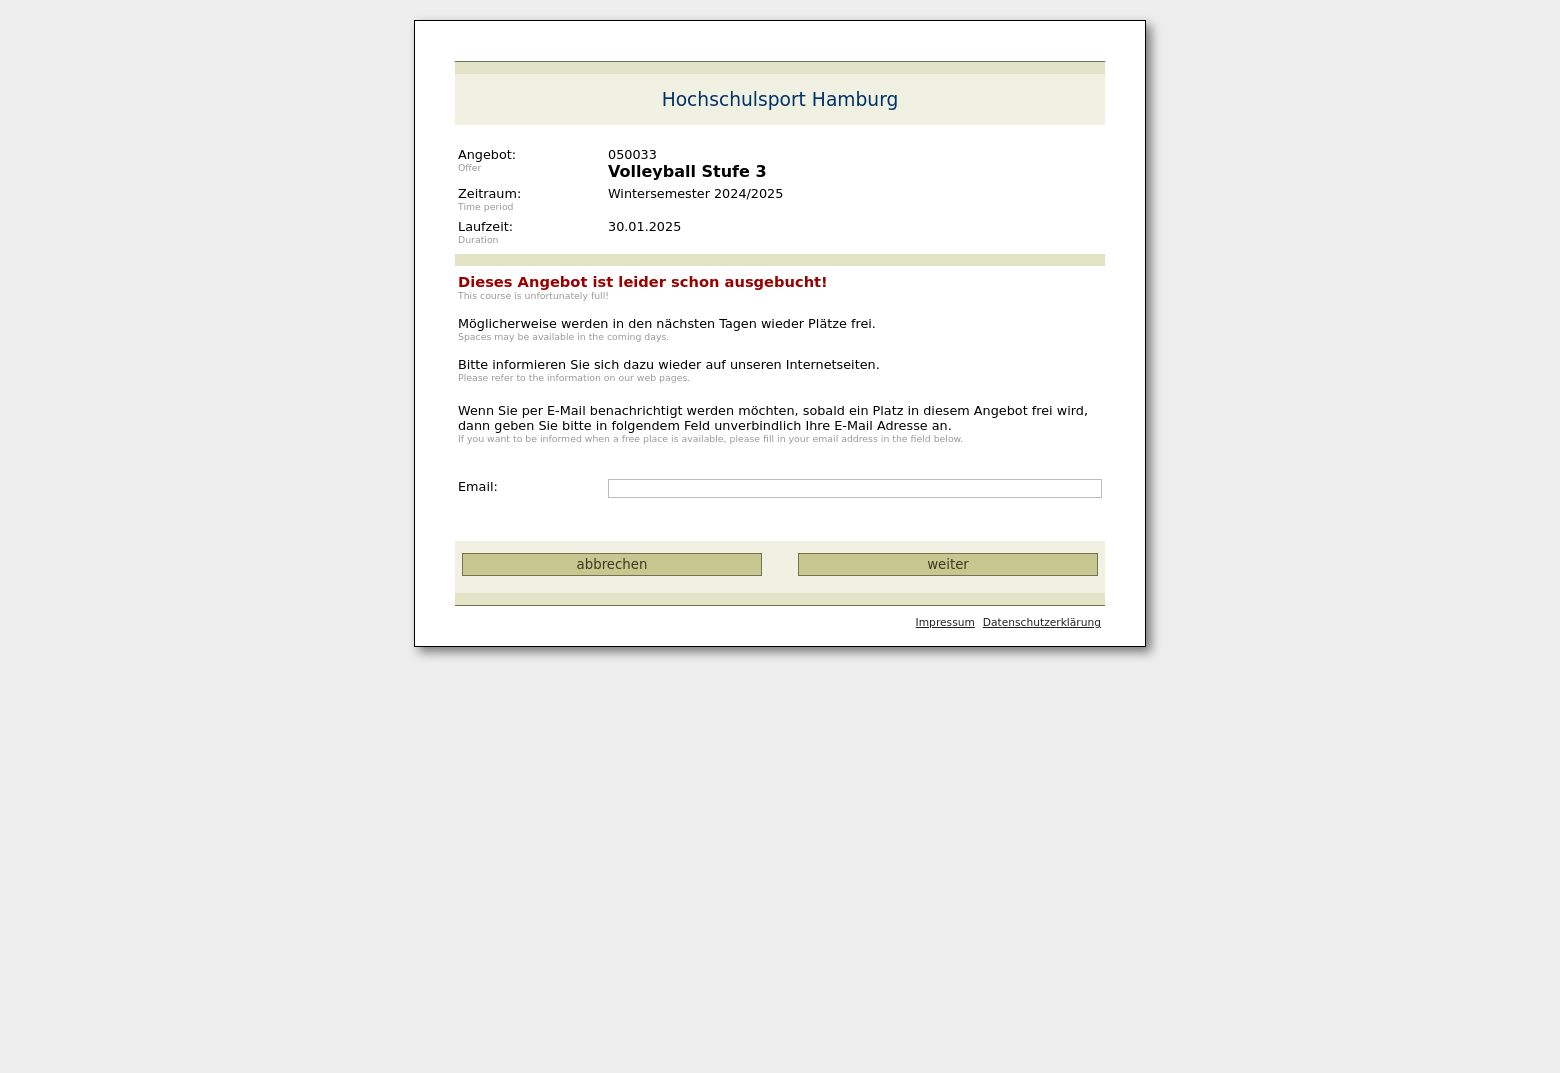 Hochschulsport Hamburg
Angebot: 050033
Offer
Volleyball Stufe 3
Zeitraum: Wintersemester 2024/2025
Time period
Laufzeit: 30.01.2025
Duration
Dieses Angebot ist leider schon ausgebucht!
This course is unfortunately full!
Möglicherweise werden in den nächsten Tagen wieder Plätze frei.
Spaces may be available in the coming days.
Bitte informieren Sie sich dazu wieder auf unseren Internetseiten.
Please refer to the information on our web pages.
Wenn Sie per E-Mail benachrichtigt werden möchten, sobald ein Platz in diesem Angebot frei wird,
dann geben Sie bitte in folgendem Feld unverbindlich Ihre E-Mail Adresse an.
If you want to be informed when a free place is available, please fill in your email address in the field below.
Email:
abbrechen weiter
Impressum Datenschutzerklärung